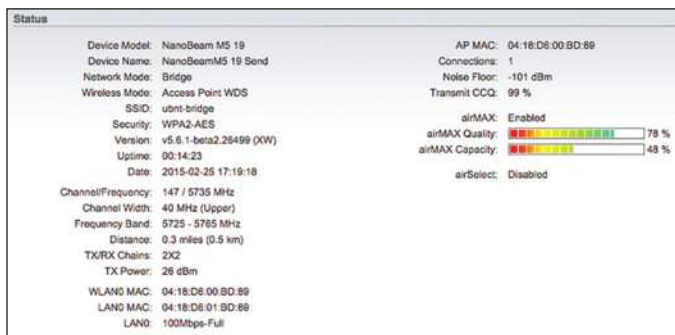 Status
Device Model: NanoBeam M5 19
Device Name: NanoBeamM5 19 Send
Network Mode: Bridge
Wireless Mode: Access Point WDS
SSID: ubnt-bridge
Security: WPA2-AES
Version: v5.6.1-beta2.26499 (XW)
Uptime: 00:14:23
Date: 2015-02-25 17:19:18
Channel/Frequency: 147 / 5735 MHz
Channel Width: 40 MHz (Upper)
Frequency Band: 5725 - 5765 MHz
Distance: 0.3 miles (0.5 km)
TX/RX Chains: 2X2
TX Power: 26 dBm
WLAN0 MAC: 04:18:D6:00:BD:89
LAN0 MAC: 04:18:D6:01:BD:89
LAN0: 100Mbps-Full
AP MAC: 04:18:D6:00:BD:89
Connections: 1
Noise Floor: -101 dBm
Transmit CCQ: 99 %
airMAX: Enabled
airMAX Quality: 78 %
airMAX Capacity: 48 %
airSelect: Disabled